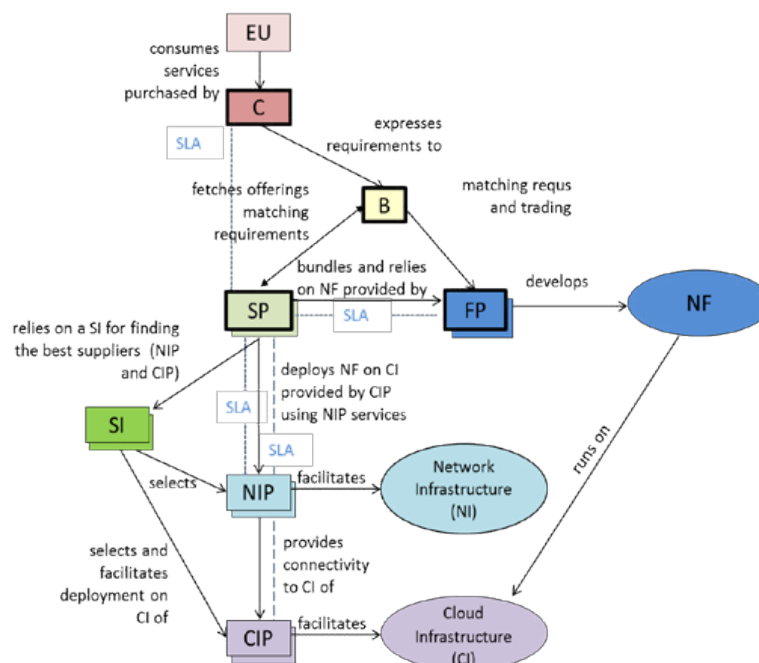 EU
consumes
services
purchased by
C
SLA
expresses
requirements to
fetches offerings
matching
requirements
B
matching requs
and trading
bundles and relies
on NF provided by
SP
SLA
FP
develops
NF
relies on a SI for finding
the best suppliers (NIP
and CIP)
deploys NF on CI
provided by CIP
using NIP services
SLA
SLA
SI
selects
NIP
facilitates
Network
Infrastructure
(NI)
runs on
selects and
facilitates
deployment on
CI of
provides
connectivity
to CI of
CIP
facilitates
Cloud
Infrastructure
(CI)